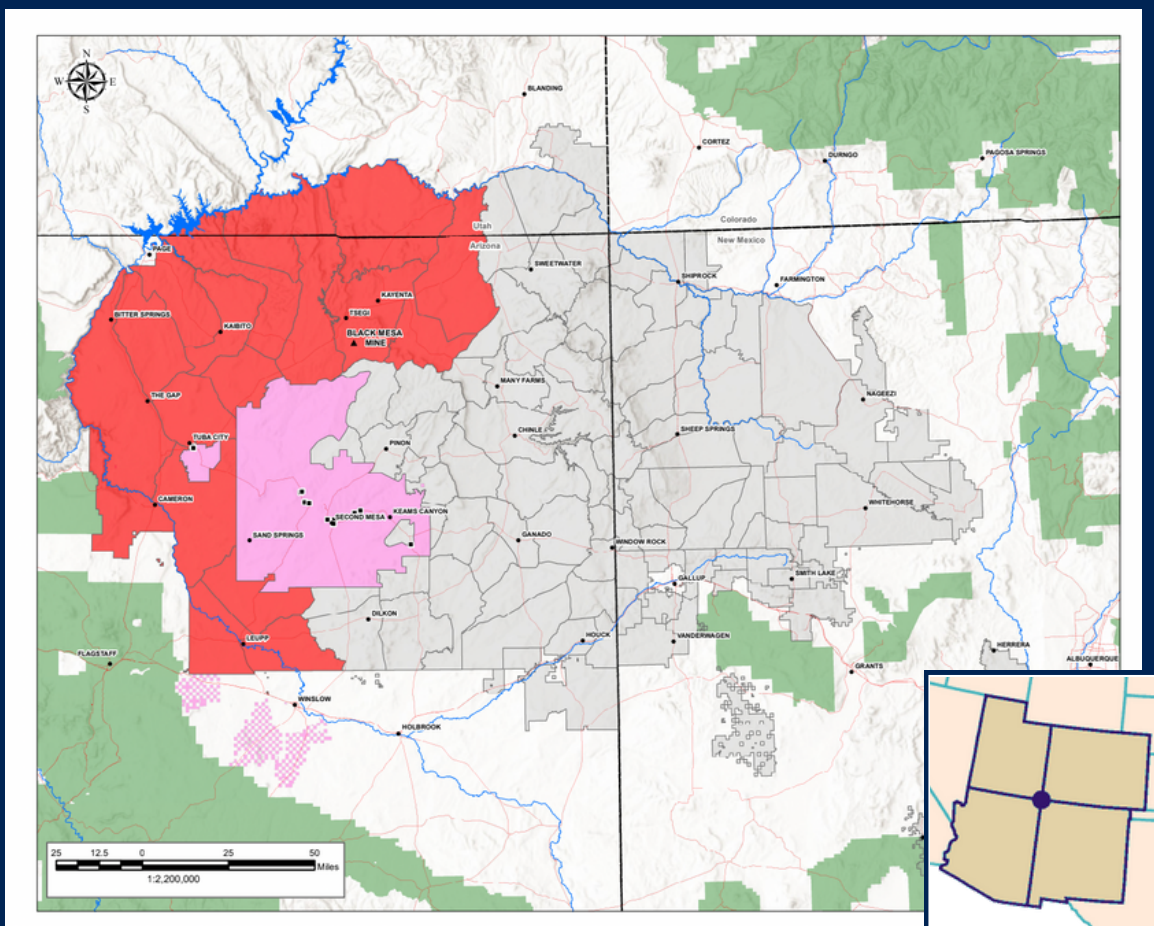 N
W E
S
BLANDING
CORTEZ
DURNGO
PAGOSA SPRINGS
Utah
Arizona
Colorado
New Mexico
PAGE
SWEETWATER
SHIPROCK
FARMINGTON
BITTER SPRINGS
KAIBITO
KAYENTA
TSEGI
BLACK MESA
MINE
MANY FARMS
NAGEEZI
THE GAP
TUBA CITY
PINON
CHINLE
SHEEP SPRINGS
CAMERON
WHITEHORSE
SECOND MESA
KEAMS CANYON
SAND SPRINGS
GANADO
WINDOW ROCK
GALLUP
SMITH LAKE
DILKON
LEUPP
HOUCK
VANDERWAGEN
HERRERA
FLAGSTAFF
GRANTS
ALBUQUERQUE
WINSLOW
HOLBROOK
25 12.5 0 25 50
Miles
1:2,200,000